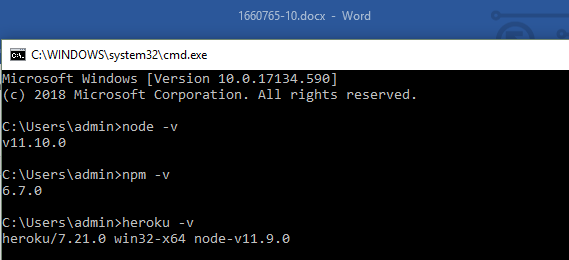 1660765-10.docx - Word
C:\WINDOWS\system32\cmd.exe
Microsoft Windows [Version 10.0.17134.590]
(c) 2018 Microsoft Corporation. All rights reserved.
C:\Users\admin>node -v
v11.10.0
C:\Users\admin>npm -v
6.7.0
C:\Users\admin>heroku -v
heroku/7.21.0 win32-x64 node-v11.9.0